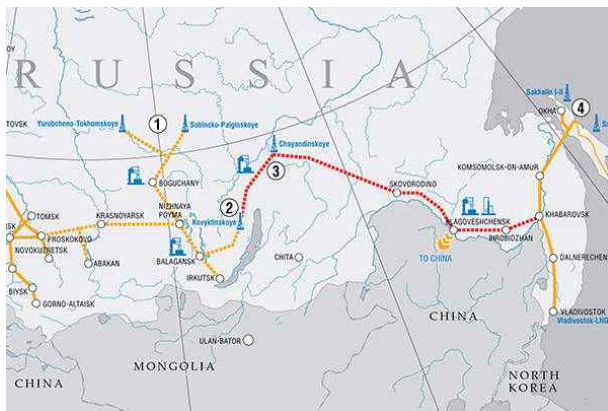 RUSSIA
TOVSK
Yurubcheno-Tokhomskoye
1
Sobinsko-Paiginskoye
Sakhalin I-II
OKHA
4
Chayandinskoye
3
BOGUCHANY
KOMSOMOLSK-ON-AMUR
SKOVORODINO
TOMSK
KRASNOYARSK
NIZHNAYA
POYMA
2
Kovyktinskoye
BLAGOVESHCHENSK
KHABAROVSK
PROSKOKOVO
NOVOKUZNETSK
BIROBIDZHAN
ABAKAN
BALAGANSK
CHITA
TO CHINA
DALNERECHEN
IRKUTSK
BIYSK
GORNO-ALTAISK
VLADIVOSTOK
Vladivostok-LNG
CHINA
ULAN-BATOR
MONGOLIA
CHINA
NORTH
KOREA